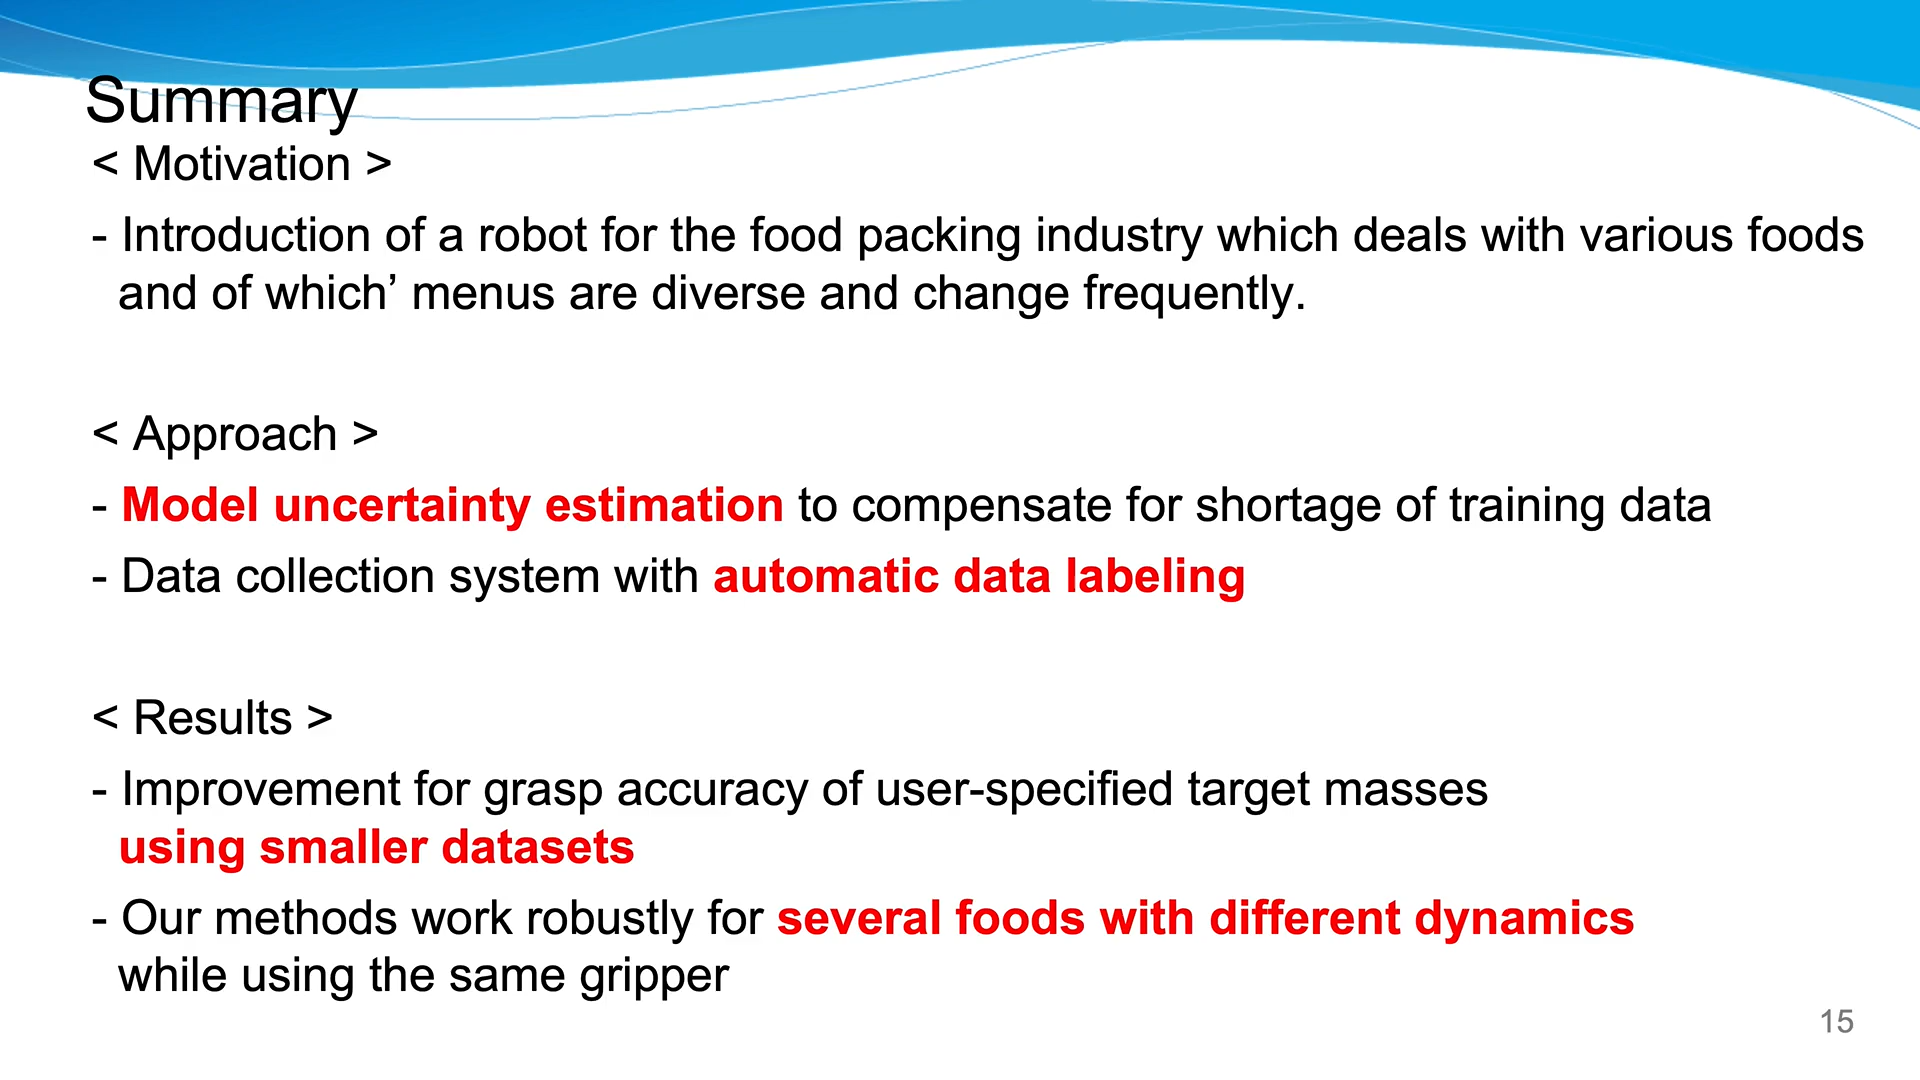 Summary
< Motivation >
- Introduction of a robot for the food packing industry which deals with various foods
and of which’ menus are diverse and change frequently.
< Approach >
- Model uncertainty estimation to compensate for shortage of training data
- Data collection system with automatic data labeling
< Results >
- Improvement for grasp accuracy of user-specified target masses
using smaller datasets
- Our methods work robustly for several foods with different dynamics
while using the same gripper
15